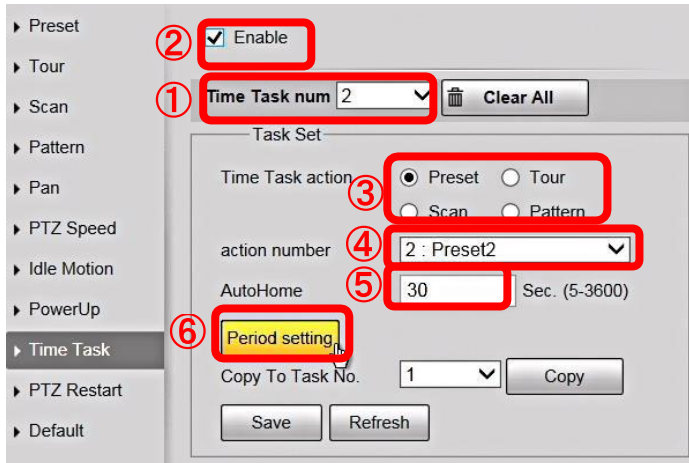 Preset
Tour
Scan
Pattern
Pan
PTZ Speed
Idle Motion
PowerUp
Time Task
PTZ Restart
Default
② Enable
① Time Task num 2 Clear All
Task Set
Time Task action ③ Preset Tour
Scan Pattern
action number ④ 2 : Preset2
AutoHome ⑤ 30 Sec. (5-3600)
⑥ Period setting
Copy To Task No. 1 Copy
Save Refresh